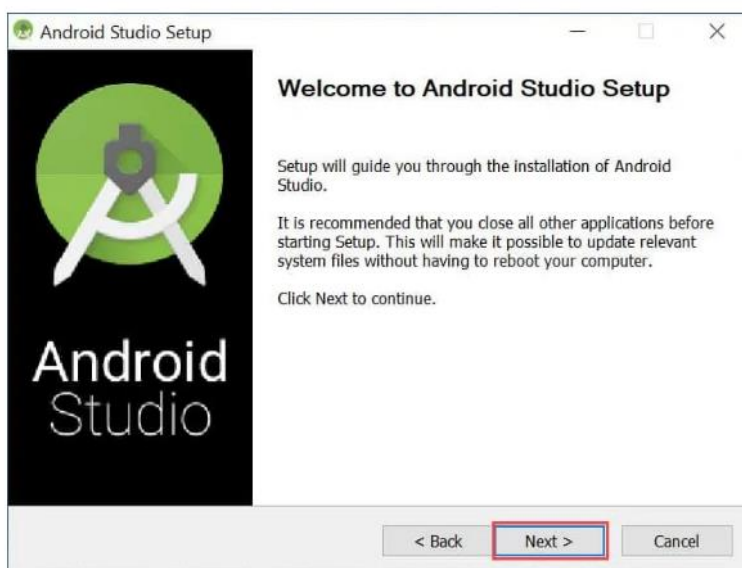 Android Studio Setup
Welcome to Android Studio Setup
Setup will guide you through the installation of Android
Studio.
It is recommended that you close all other applications before
starting Setup. This will make it possible to update relevant
system files without having to reboot your computer.
Click Next to continue.
Android
Studio
< Back
Next >
Cancel